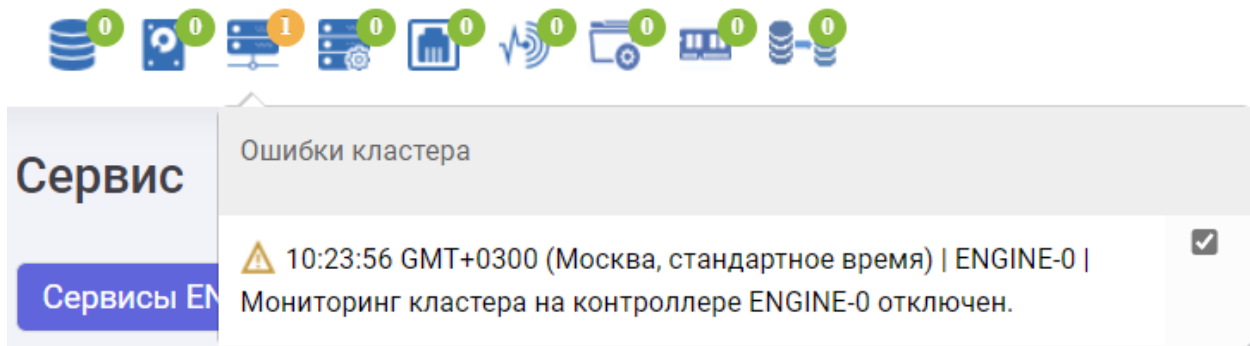 0 0 1 0 0 0 0 0 0
Ошибки кластера
Сервис
10:23:56 GMT+0300 (Москва, стандартное время) | ENGINE-0 |
Мониторинг кластера на контроллере ENGINE-0 отключен.
Сервисы EN